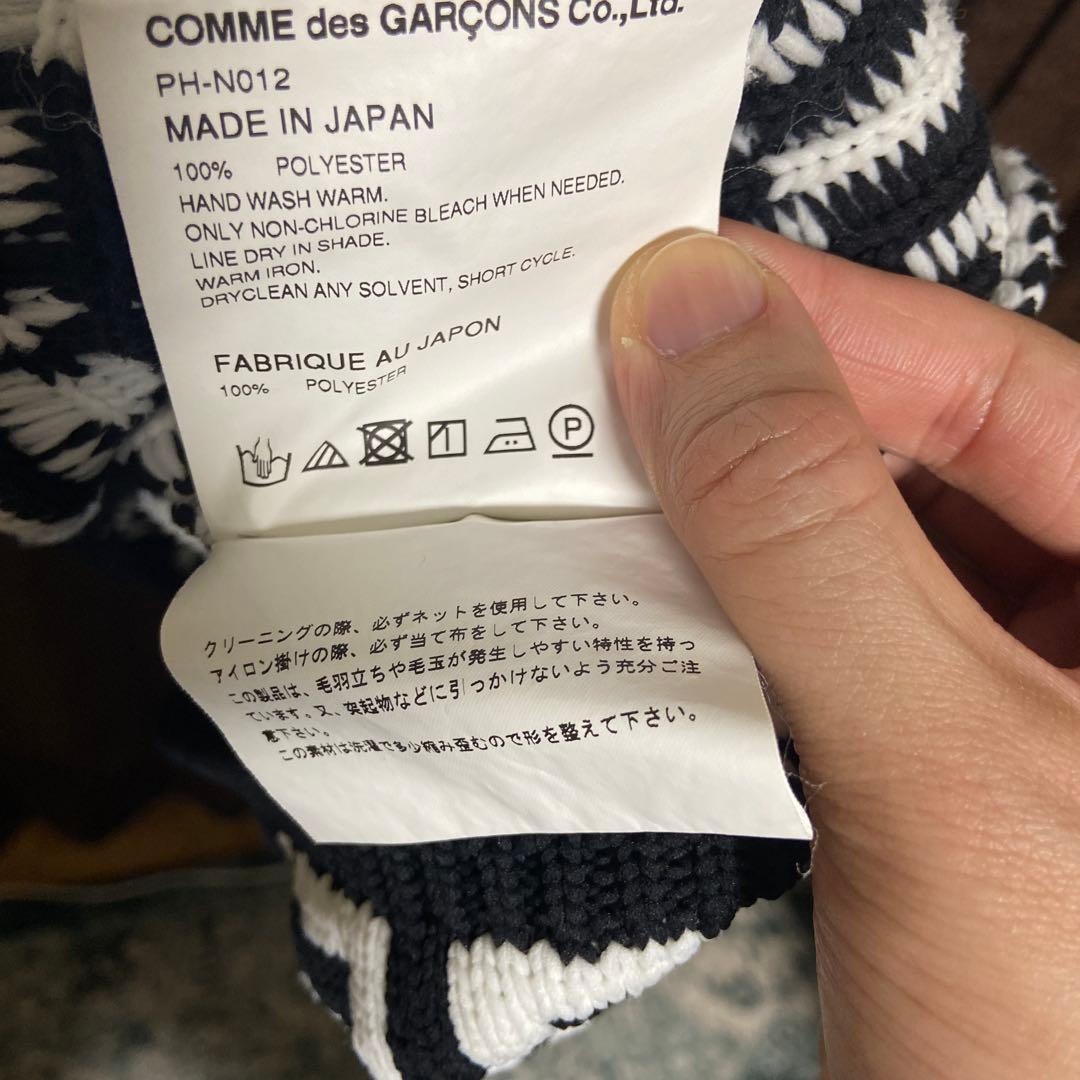 COMME des GARÇONS Co.,Ltd.
PH-N012
MADE IN JAPAN
100% POLYESTER
HAND WASH WARM.
ONLY NON-CHLORINE BLEACH WHEN NEEDED.
LINE DRY IN SHADE.
WARM IRON.
DRYCLEAN ANY SOLVENT, SHORT CYCLE.
FABRIQUE AU JAPON
100% POLYESTER
P
クリーニングの際、必ずネットを使用して下さい。
アイロン掛けの際、必ず当て布をして下さい。
この製品は、毛羽立ちや毛玉が発生しやすい特性を持っ
ています。又、突起物などに引っかけないよう充分ご注
意下さい。
この素材は洗濯で多少縮み歪むので形を整えて下さい。